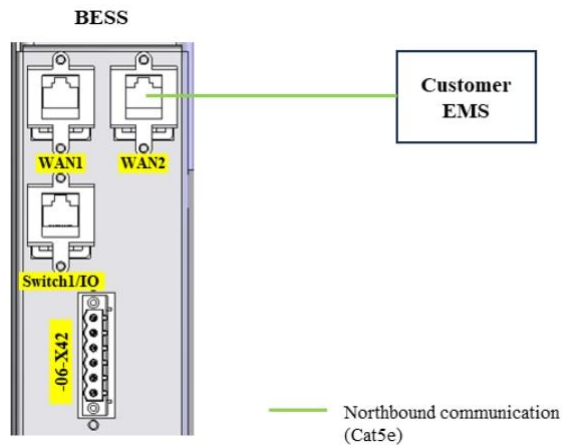 BESS
Customer
EMS
WAN1
WAN2
Switch1/IO
-06-X42
Northbound communication
(Cat5e)